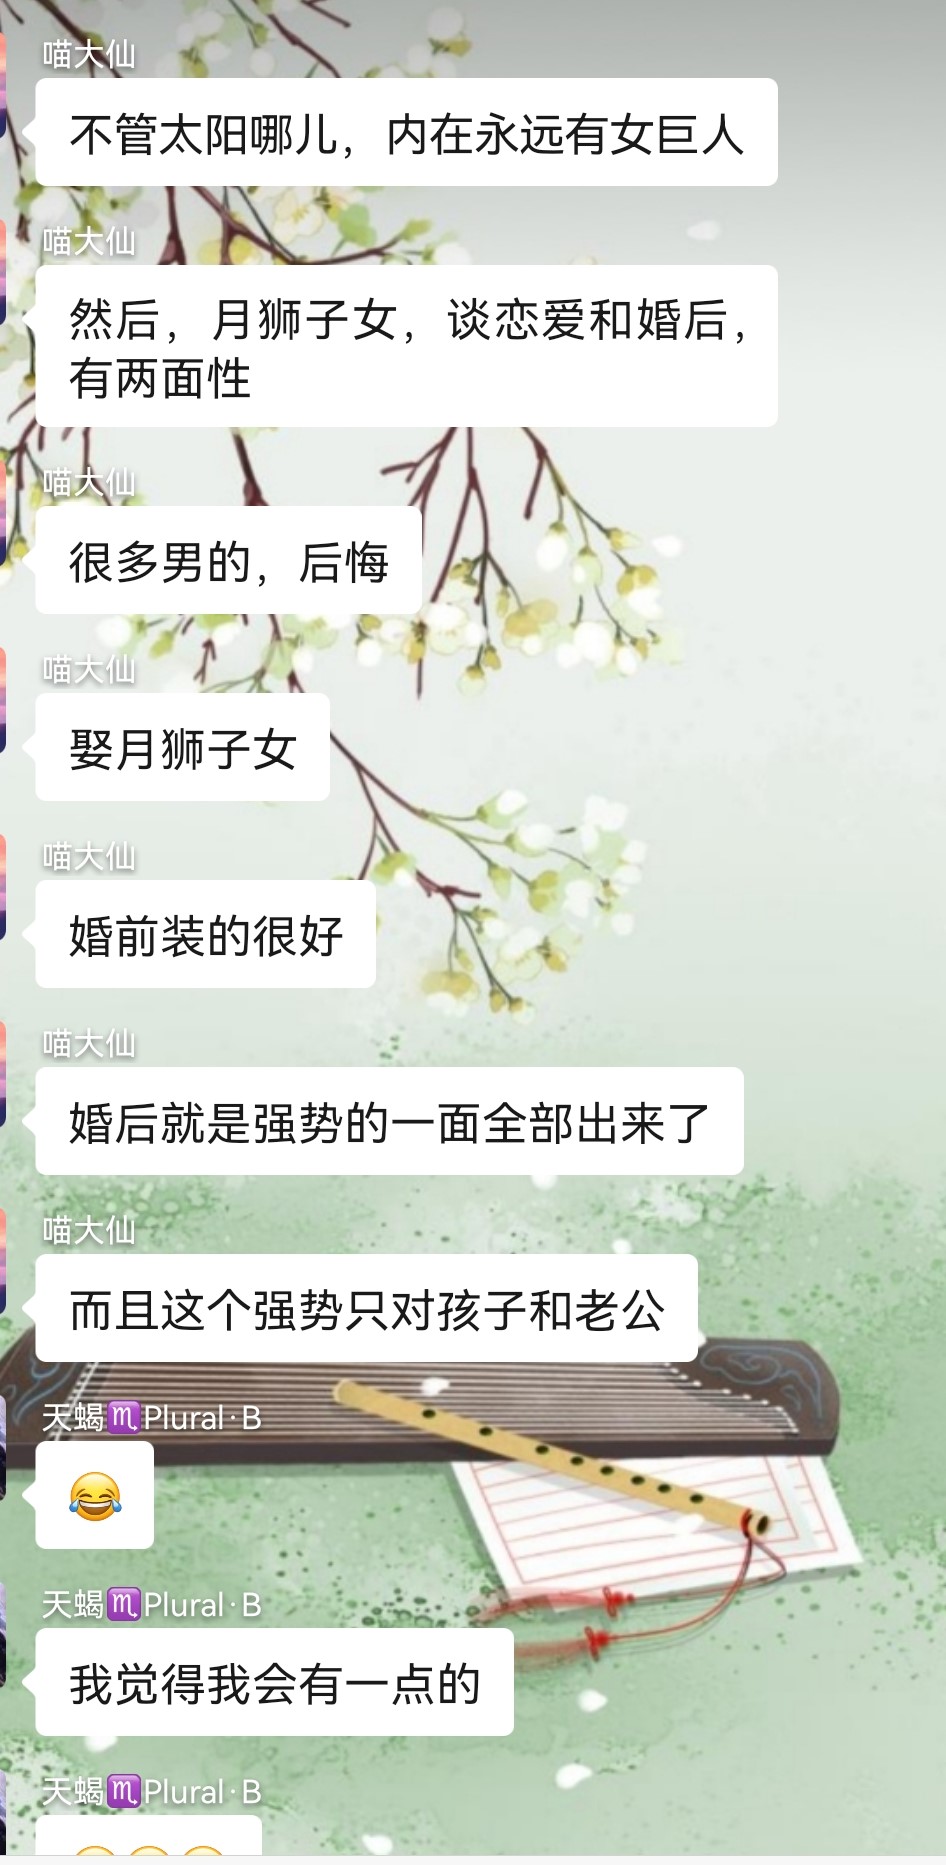 喵大仙
不管太阳哪儿，内在永远有女巨人
喵大仙
然后，月狮子女，谈恋爱和婚后，
有两面性
喵大仙
很多男的，后悔
喵大仙
娶月狮子女
喵大仙
婚前装的很好
喵大仙
婚后就是强势的一面全部出来了
喵大仙
而且这个强势只对孩子和老公
天蝎♏Plural·B
😂
天蝎♏Plural·B
我觉得我会有一点的
天蝎♏Plural·B